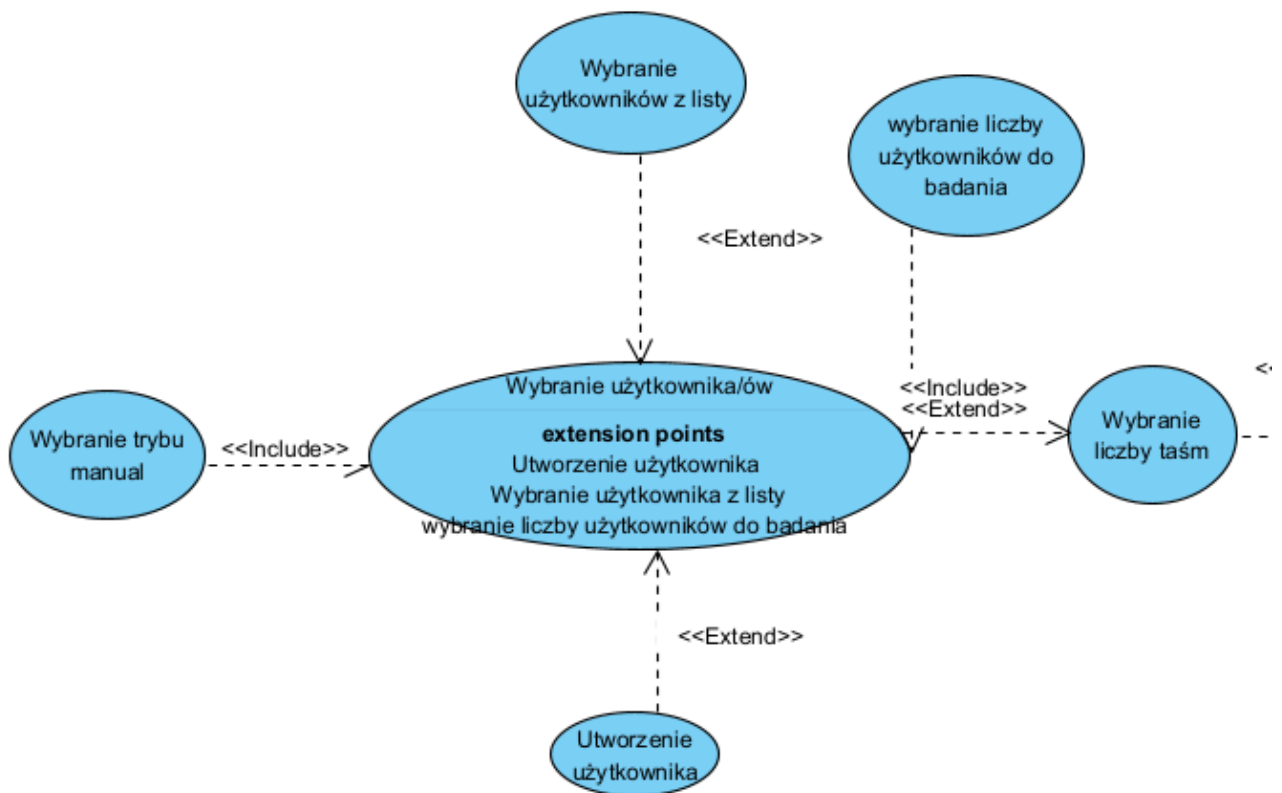 Wybranie
użytkowników z listy
wybranie liczby
użytkowników do
badania
<<Extend>>
Wybranie trybu
manual
<<Include>>
Wybranie użytkownika/ów
extension points
Utworzenie użytkownika
Wybranie użytkownika z listy
wybranie liczby użytkowników do badania
<<Include>>
<<Extend>>
Wybranie
liczby taśm
<<
<<Extend>>
Utworzenie
użytkownika